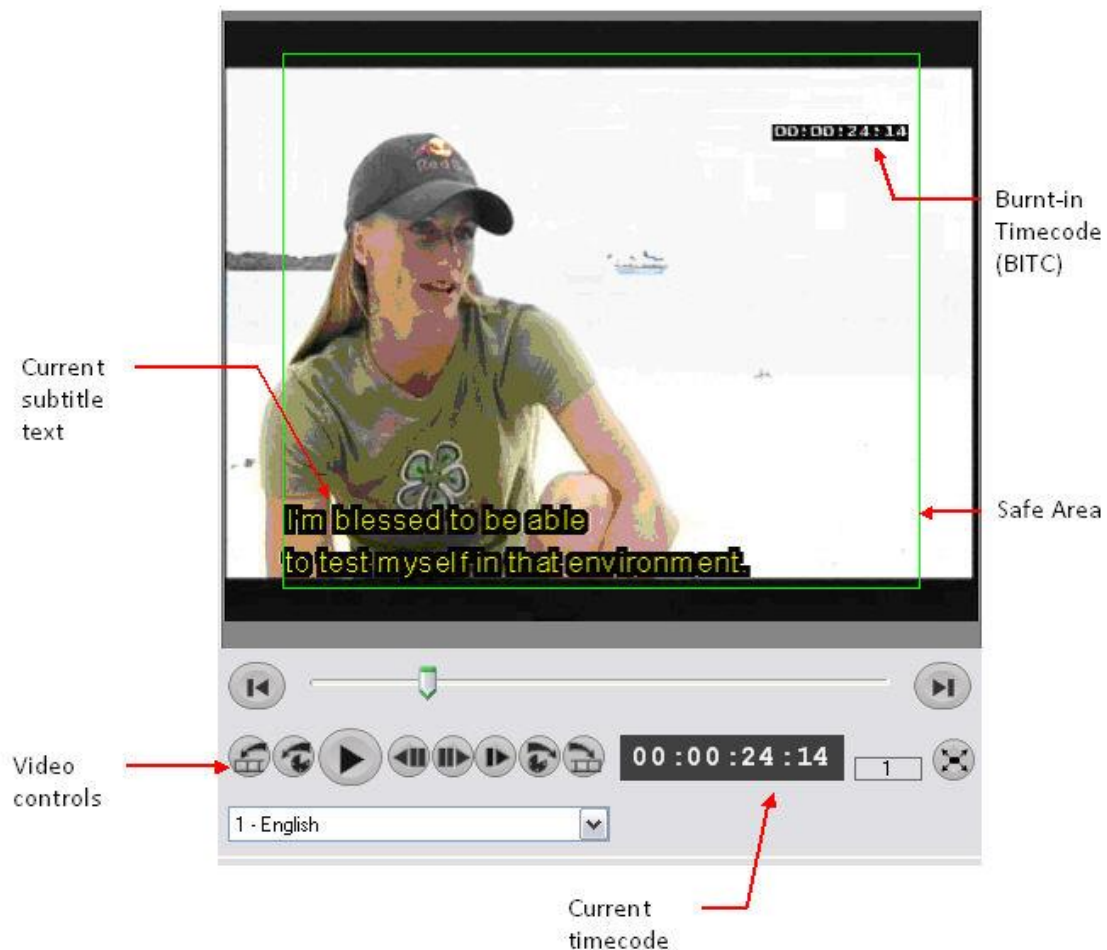 00:00:24:14
Burnt-in
Timecode
(BITC)
Red B
Current
subtitle
text
Safe Area
I'm blessed to be able
to test myself in that environment.
Video
controls
00:00:24:14
1
1 - English
Current
timecode